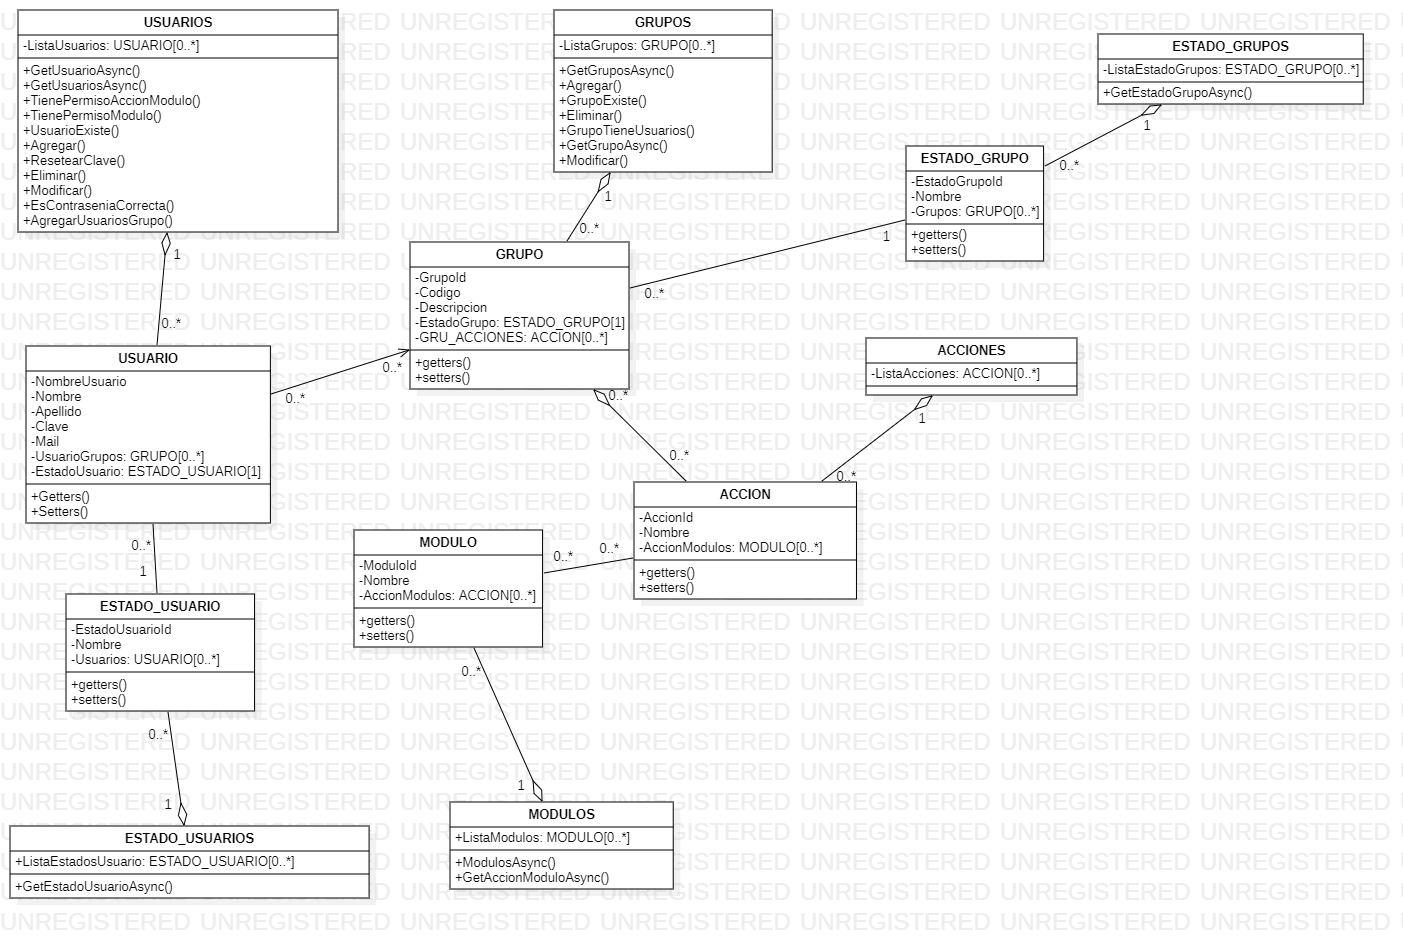 USUARIOS
-ListaUsuarios: USUARIO[0..*]
+GetUsuarioAsync()
+GetUsuariosAsync()
+TienePermisoAccionModulo()
+TienePermisoModulo()
+UsuarioExiste()
+Agregar()
+ResetearClave()
+Eliminar()
+Modificar()
+EsContraseniaCorrecta()
+AgregarUsuariosGrupo()
1
0..*
GRUPOS
-ListaGrupos: GRUPO[0..*]
+GetGruposAsync()
+Agregar()
+GrupoExiste()
+Eliminar()
+GrupoTieneUsuarios()
+GetGrupoAsync()
+Modificar()
1
0..*
ESTADO_GRUPOS
-ListaEstadoGrupos: ESTADO_GRUPO[0..*]
+GetEstadoGrupoAsync()
1
0..*
ESTADO_GRUPO
-EstadoGrupoId
-Nombre
-Grupos: GRUPO[0..*]
+getters()
+setters()
1
0..*
GRUPO
-GrupoId
-Codigo
-Descripcion
-EstadoGrupo: ESTADO_GRUPO[1]
-GRU_ACCIONES: ACCION[0..*]
+getters()
+setters()
0..*
0..*
0..*
0..*
USUARIO
-NombreUsuario
-Nombre
-Apellido
-Clave
-Mail
-UsuarioGrupos: GRUPO[0..*]
-EstadoUsuario: ESTADO_USUARIO[1]
+Getters()
+Setters()
0..*
1
ACCIONES
-ListaAcciones: ACCION[0..*]
1
0..*
ACCION
-AccionId
-Nombre
-AccionModulos: MODULO[0..*]
+getters()
+setters()
0..*
0..*
MODULO
-ModuloId
-Nombre
-AccionModulos: ACCION[0..*]
+getters()
+setters()
0..*
1
ESTADO_USUARIO
-EstadoUsuarioId
-Nombre
-Usuarios: USUARIO[0..*]
+getters()
+setters()
0..*
1
ESTADO_USUARIOS
+ListaEstadosUsuario: ESTADO_USUARIO[0..*]
+GetEstadoUsuarioAsync()
MODULOS
+ListaModulos: MODULO[0..*]
+ModulosAsync()
+GetAccionModuloAsync()
UNREGISTERED